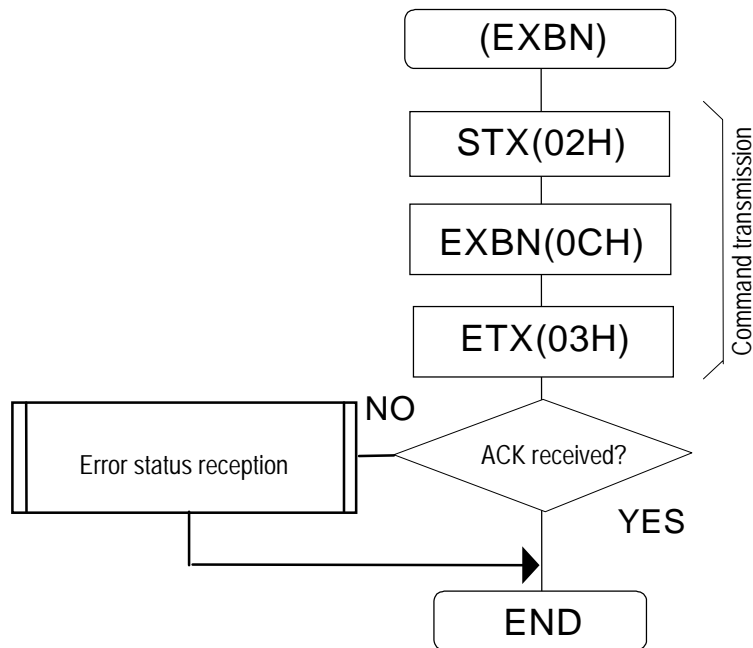 (EXBN)
STX(02H)
EXBN(0CH)
ETX(03H)
Command transmission
NO
Error status reception
ACK received?
YES
END